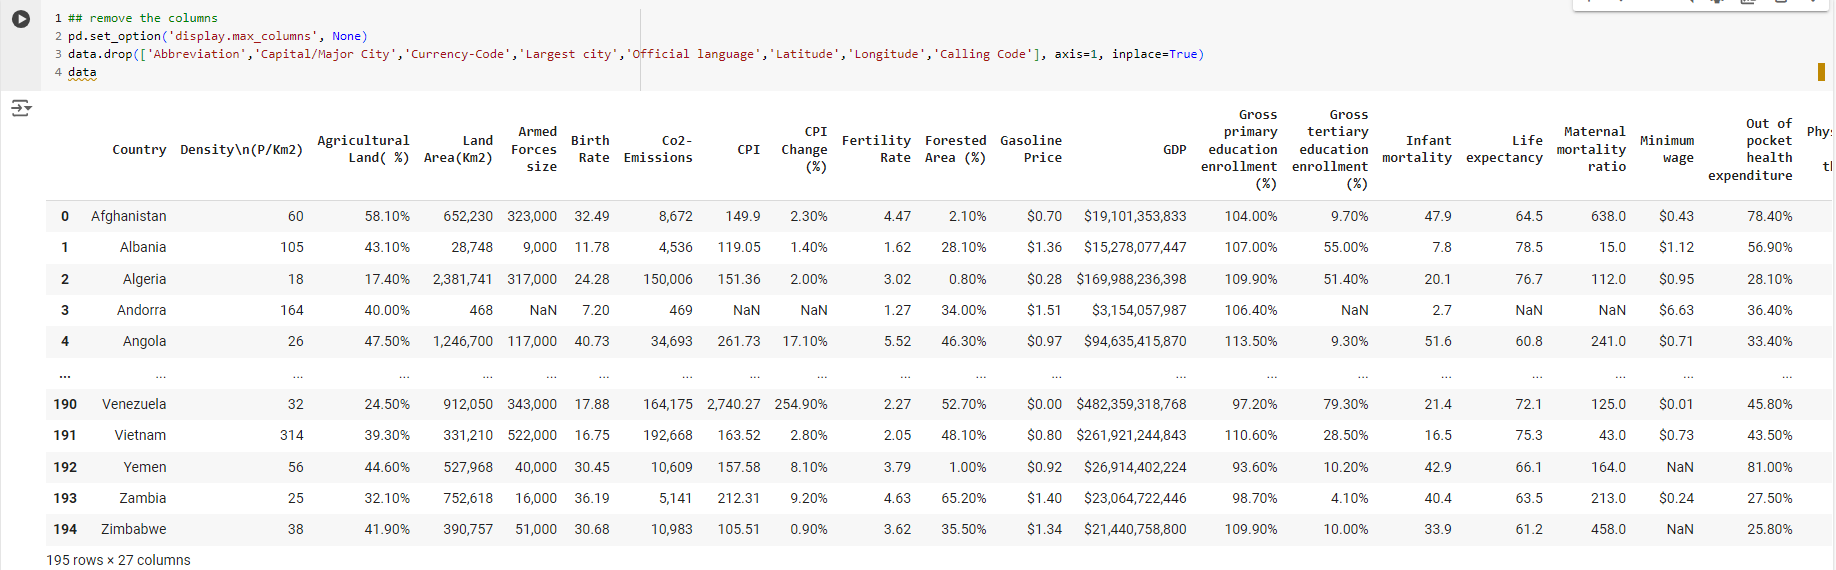 1 ## remove the columns
2 pd.set_option('display.max_columns', None)
3 data.drop(['Abbreviation','Capital/Major City','Currency-Code','Largest city','Official language','Latitude','Longitude','Calling Code'], axis=1, inplace=True)
4 data
Country Density\n(P/Km2) Agricultural Land( %) Land Area(Km2) Armed Forces size Birth Rate Co2-Emissions CPI CPI Change (%) Fertility Rate Forested Area (%) Gasoline Price GDP Gross primary education enrollment (%) Gross tertiary education enrollment (%) Infant mortality Life expectancy Maternal mortality ratio Minimum wage Out of pocket health expenditure
0 Afghanistan 60 58.10% 652,230 323,000 32.49 8,672 149.9 2.30% 4.47 2.10% $0.70 $19,101,353,833 104.00% 9.70% 47.9 64.5 638.0 $0.43 78.40%
1 Albania 105 43.10% 28,748 9,000 11.78 4,536 119.05 1.40% 1.62 28.10% $1.36 $15,278,077,447 107.00% 55.00% 7.8 78.5 15.0 $1.12 56.90%
2 Algeria 18 17.40% 2,381,741 317,000 24.28 150,006 151.36 2.00% 3.02 0.80% $0.28 $169,988,236,398 109.90% 51.40% 20.1 76.7 112.0 $0.95 28.10%
3 Andorra 164 40.00% 468 NaN 7.20 469 NaN NaN 1.27 34.00% $1.51 $3,154,057,987 106.40% NaN 2.7 NaN NaN $6.63 36.40%
4 Angola 26 47.50% 1,246,700 117,000 40.73 34,693 261.73 17.10% 5.52 46.30% $0.97 $94,635,415,870 113.50% 9.30% 51.6 60.8 241.0 $0.71 33.40%
... ... ... ... ... ... ... ... ... ... ... ... ... ... ... ... ... ... ... ... ...
190 Venezuela 32 24.50% 912,050 343,000 17.88 164,175 2,740.27 254.90% 2.27 52.70% $0.00 $482,359,318,768 97.20% 79.30% 21.4 72.1 125.0 $0.01 45.80%
191 Vietnam 314 39.30% 331,210 522,000 16.75 192,668 163.52 2.80% 2.05 48.10% $0.80 $261,921,244,843 110.60% 28.50% 16.5 75.3 43.0 $0.73 43.50%
192 Yemen 56 44.60% 527,968 40,000 30.45 10,609 157.58 8.10% 3.79 1.00% $0.92 $26,914,402,224 93.60% 10.20% 42.9 66.1 164.0 NaN 81.00%
193 Zambia 25 32.10% 752,618 16,000 36.19 5,141 212.31 9.20% 4.63 65.20% $1.40 $23,064,722,446 98.70% 4.10% 40.4 63.5 213.0 $0.24 27.50%
194 Zimbabwe 38 41.90% 390,757 51,000 30.68 10,983 105.51 0.90% 3.62 35.50% $1.34 $21,440,758,800 109.90% 10.00% 33.9 61.2 458.0 NaN 25.80%
195 rows × 27 columns